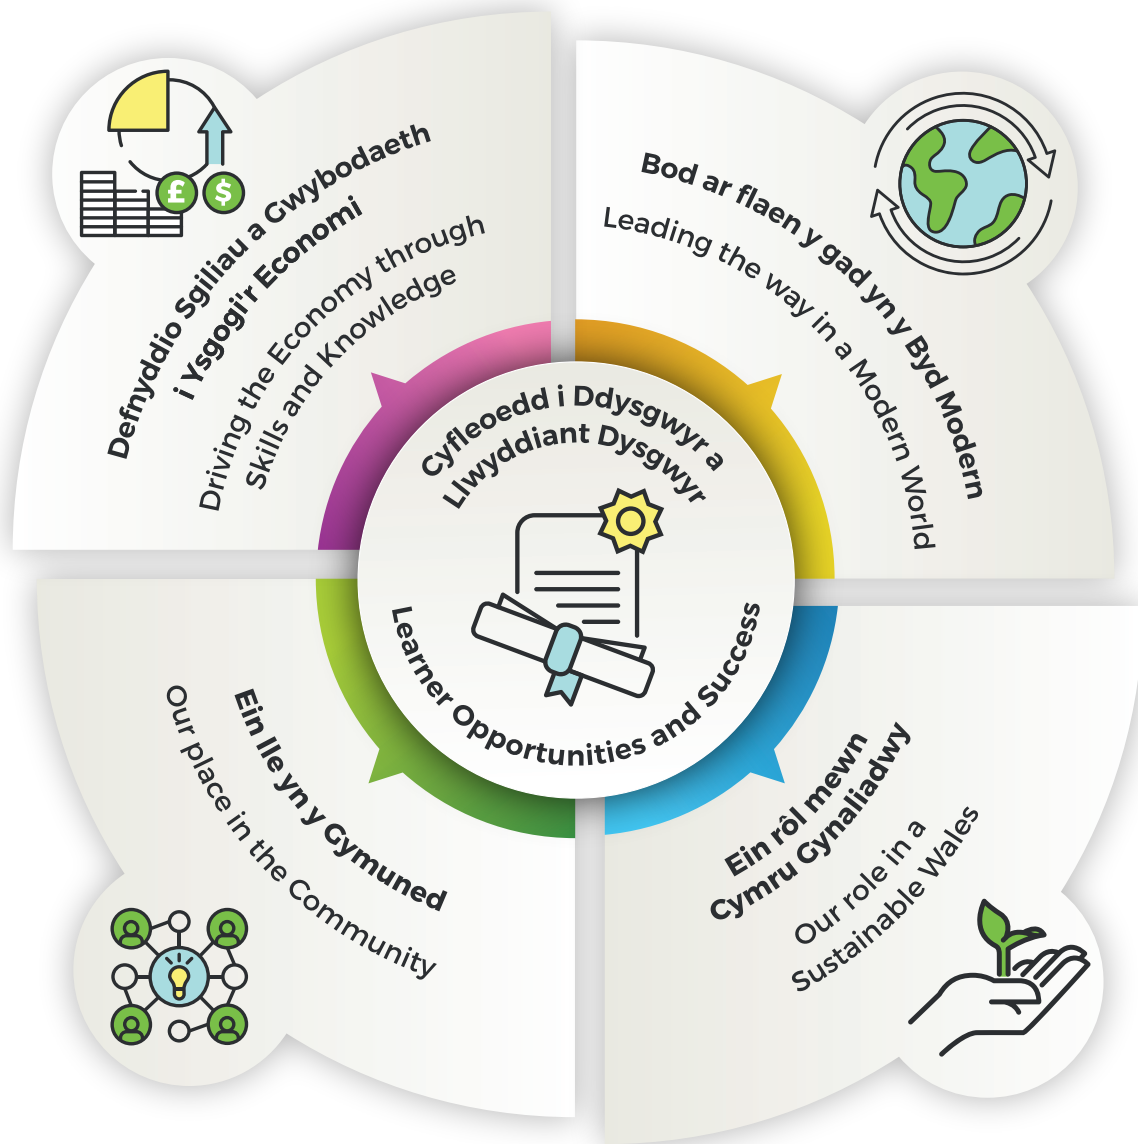 £ $
Defnyddio Sgiliau a Gwybodaeth
i Ysgogi'r Economi
Driving the Economy through
Skills and Knowledge
Bod ar flaen y gad yn y Byd Modern
Leading the way in a Modern World
Cyfleoedd i Ddysgwyr a
Llwyddiant Dysgwyr
Learner Opportunities and Success
Ein lle yn y Gymuned
Our place in the Community
Ein rôl mewn
Cymru Gynaliadwy
Our role in a
Sustainable Wales